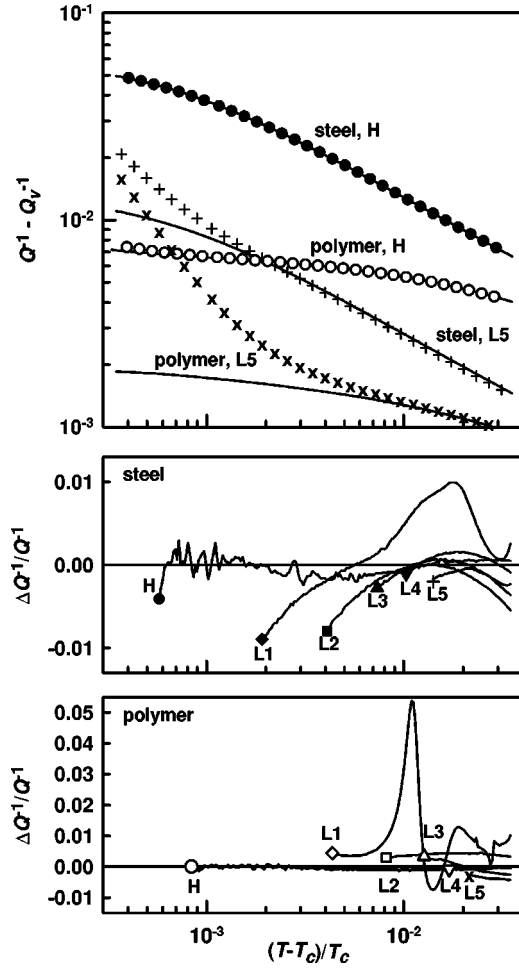 10⁻¹
steel, H
Q⁻¹ - Qᵥ⁻¹
10⁻²
polymer, H
steel, L5
polymer, L5
10⁻³
steel
0.01
0.00
-0.01
ΔQ⁻¹/Q⁻¹
H
L1
L2
L3
L4
L5
polymer
0.05
0.04
0.03
0.02
0.01
0.00
-0.01
ΔQ⁻¹/Q⁻¹
L1
L3
H
L2
L4
L5
10⁻³
10⁻²
(T-T_c)/T_c